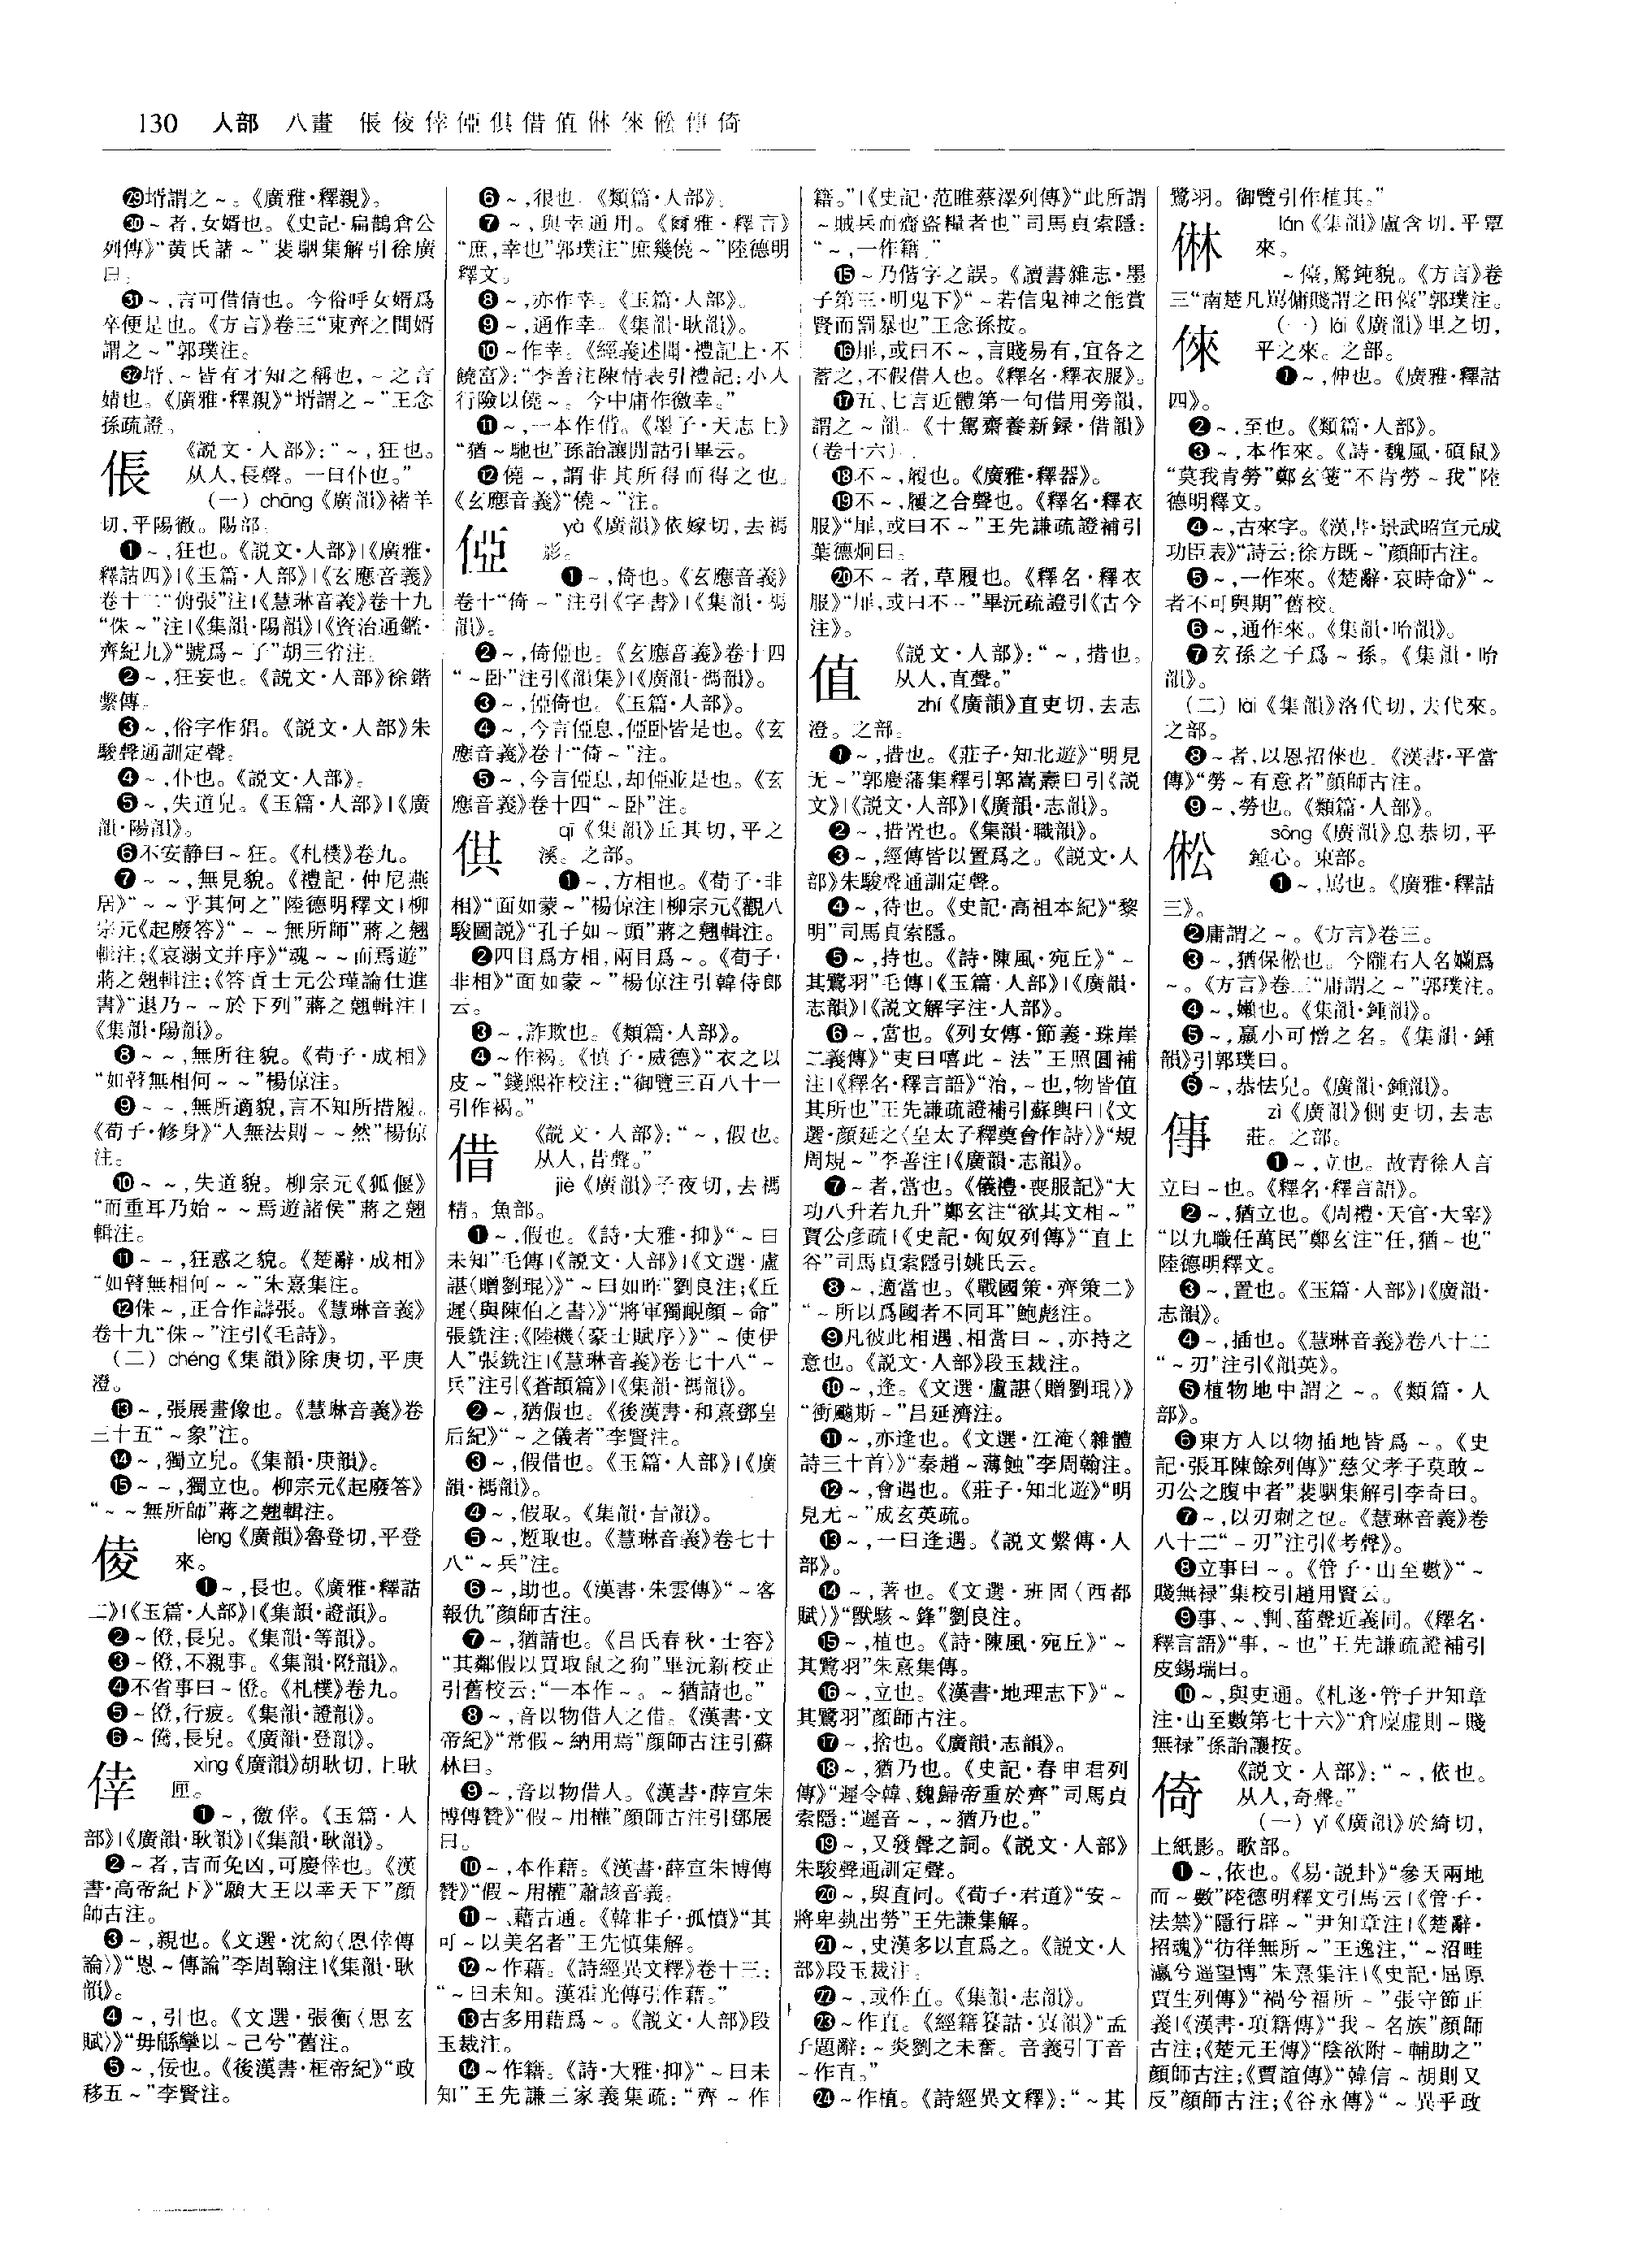 130 人部 八畫 倀倰倖俹倛借值㑣倈倯倳倚
㉙壻謂之～。《廣雅·釋親》。
㉚～者,女婿也。《史記·扁鵲倉公
列傳》“黄氏諸～”裴駰集解引徐廣
曰。
㉛～,言可借倩也。今俗呼女婿爲
卒便是也。《方言》卷三“東齊之間婿
謂之～”郭璞注。
㉜壻、～皆有才知之稱也,～之言
婧也。《廣雅·釋親》“壻謂之～”王念
孫疏證。
倀
《説文·人部》:“～,狂也。
从人,長聲。一曰仆也。”
(一) chāng《廣韻》褚羊
切,平陽徹。陽部。
❶～,狂也。《説文·人部》|《廣雅·
釋詁四》|《玉篇·人部》|《玄應音義》
卷十二“侜張”注|《慧琳音義》卷十九
“侏～”注|《集韻·陽韻》|《資治通鑑·
齊紀九》“號爲～子”胡三省注。
❷～,狂妄也。《説文·人部》徐鍇
繫傳。
❸～,俗字作猖。《説文·人部》朱
駿聲通訓定聲。
❹～,仆也。《説文·人部》。
❺～,失道皃。《玉篇·人部》|《廣
韻·陽韻》。
❻不安静曰～狂。《札樸》卷九。
❼～～,無見貌。《禮記·仲尼燕
居》“～～乎其何之”陸德明釋文|柳
宗元《起廢答》“～～無所師”蔣之翹
輯注;《哀溺文并序》“魂～～而焉遊”
蔣之翹輯注;《答貢士元公瑾論仕進
書》“退乃～～於下列”蔣之翹輯注|
《集韻·陽韻》。
❽～～,無所往貌。《荀子·成相》
“如瞽無相何～～”楊倞注。
❾～～,無所適貌,言不知所措履。
《荀子·修身》“人無法則～～然”楊倞
注。
❿～～,失道貌。柳宗元《孤偃》
“而重耳乃始～～焉遊諸侯”蔣之翹
輯注。
⓫～～,狂惑之貌。《楚辭·成相》
“如瞽無相何～～”朱熹集注。
⓬侏～,正合作譸張。《慧琳音義》
卷十九“侏～”注引《毛詩》。
(二) chéng《集韻》除庚切,平庚
澄。
⓭～,張展畫像也。《慧琳音義》卷
三十五“～象”注。
⓮～,獨立皃。《集韻·庚韻》。
⓯～～,獨立也。柳宗元《起廢答》
“～～無所師”蔣之翹輯注。
倰
lèng《廣韻》魯登切,平登
來。
❶～,長也。《廣雅·釋詁
二》|《玉篇·人部》|《集韻·證韻》。
❷～僜,長皃。《集韻·等韻》。
❸～僜,不親事。《集韻·隥韻》。
❹不省事曰～僜。《札樸》卷九。
❺～僜,行疲。《集韻·證韻》。
❻～儯,長皃。《廣韻·登韻》。
倖
xìng《廣韻》胡耿切,上耿
匣。
❶～,徼倖。《玉篇·人
部》|《廣韻·耿韻》|《集韻·耿韻》。
❷～者,吉而免凶,可慶倖也。《漢
書·高帝紀下》“願大王以幸天下”顔
師古注。
❸～,親也。《文選·沈約〈恩倖傳
論〉》“恩～傳論”李周翰注|《集韻·耿
韻》。
❹～,引也。《文選·張衡〈思玄
賦〉》“毋緜攣以～己兮”舊注。
❺～,佞也。《後漢書·桓帝紀》“政
移五～”李賢注。
❻～,很也。《類篇·人部》。
❼～,與幸通用。《爾雅·釋言》
“庶,幸也”郭璞注“庶幾僥～”陸德明
釋文。
❽～,亦作幸。《玉篇·人部》。
❾～,通作幸。《集韻·耿韻》。
❿～作幸。《經義述聞·禮記上·不
饒富》:“李善注陳情表引禮記:小人
行險以僥～。今中庸作徼幸。”
⓫～,一本作倄。《墨子·天志上》
“猶～馳也”孫詒讓閒詁引畢云。
⓬僥～,謂非其所得而得之也。
《玄應音義》“僥～”注。
俹
yà《廣韻》依嫁切,去禡
影。
❶～,倚也。《玄應音義》
卷十“倚～”注引《字書》|《集韻·禡
韻》。
❷～,倚俹也。《玄應音義》卷十四
“～卧”注引《韻集》|《廣韻·禡韻》。
❸～,俹倚也。《玉篇·人部》。
❹～,今言俹息,俹卧皆是也。《玄
應音義》卷十“倚～”注。
❺～,今言俹息,却俹並是也。《玄
應音義》卷十四“～卧”注。
倛
qī《集韻》丘其切,平之
溪。之部。
❶～,方相也。《荀子·非
相》“面如蒙～”楊倞注|柳宗元《觀八
駿圖説》“孔子如～頭”蔣之翹輯注。
❷四目爲方相,兩目爲～。《荀子·
非相》“面如蒙～”楊倞注引韓侍郎
云。
❸～,詐欺也。《類篇·人部》。
❹～作褐。《慎子·威德》“衣之以
皮～”錢熙祚校注:“御覽三百八十一
引作褐。”
借
《説文·人部》:“～,假也。
从人,昔聲。”
jiè《廣韻》子夜切,去禡
精。魚部。
❶～,假也。《詩·大雅·抑》“～曰
未知”毛傳|《説文·人部》|《文選·盧
諶〈贈劉琨〉》“～曰如昨”劉良注;《丘
遲〈與陳伯之書〉》“將軍獨靦顔～命”
張銑注;《陸機〈豪士賦序〉》“～使伊
人”張銑注|《慧琳音義》卷七十八“～
兵”注引《蒼頡篇》|《集韻·禡韻》。
❷～,猶假也。《後漢書·和熹鄧皇
后紀》“～之儀者”李賢注。
❸～,假借也。《玉篇·人部》|《廣
韻·禡韻》。
❹～,假取。《集韻·昔韻》。
❺～,蹔取也。《慧琳音義》卷七十
八“～兵”注。
❻～,助也。《漢書·朱雲傳》“～客
報仇”顔師古注。
❼～,猶請也。《吕氏春秋·士容》
“其鄰假以買取鼠之狗”畢沅新校正
引舊校云:“一本作～。～猶請也。”
❽～,音以物借人之借。《漢書·文
帝紀》“常假～納用焉”顔師古注引蘇
林曰。
❾～,音以物借人。《漢書·薛宣朱
博傳贊》“假～用權”顔師古注引鄧展
曰。
❿～,本作藉。《漢書·薛宣朱博傳
贊》“假～用權”蕭該音義。
⓫～、藉古通。《韓非子·孤憤》“其
可～以美名者”王先慎集解。
⓬～作藉。《詩經異文釋》卷十三:
“～曰未知。漢霍光傳引作藉。”
⓭古多用藉爲～。《説文·人部》段
玉裁注。
⓮～作籍。《詩·大雅·抑》“～曰未
知”王先謙三家義集疏:“齊～作
籍。”|《史記·范睢蔡澤列傳》“此所謂
～賊兵而齎盗糧者也”司馬貞索隱:
“～,一作籍。”
⓯～乃偕字之誤。《讀書雜志·墨
子第三·明鬼下》“～若信鬼神之能賞
賢而罰暴也”王念孫按。
⓰屝,或曰不～,言賤易有,宜各之
蓄之,不假借人也。《釋名·釋衣服》。
⓱五、七言近體第一句借用旁韻,
謂之～韻。《十駕齋養新録·借韻》
(卷十六)。
⓲不～,履也。《廣雅·釋器》。
⓳不～,屨之合聲也。《釋名·釋衣
服》“屝,或曰不～”王先謙疏證補引
葉德炯曰。
⓴不～者,草履也。《釋名·釋衣
服》“屝,或曰不～”畢沅疏證引《古今
注》。
值
《説文·人部》:“～,措也。
从人,直聲。”
zhí《廣韻》直吏切,去志
澄。之部。
❶～,措也。《莊子·知北遊》“明見
无～”郭慶藩集釋引郭嵩燾曰引《説
文》|《説文·人部》|《廣韻·志韻》。
❷～,措置也。《集韻·職韻》。
❸～,經傳皆以置爲之。《説文·人
部》朱駿聲通訓定聲。
❹～,待也。《史記·高祖本紀》“黎
明”司馬貞索隱。
❺～,持也。《詩·陳風·宛丘》“～
其鷺羽”毛傳|《玉篇·人部》|《廣韻·
志韻》|《説文解字注·人部》。
❻～,當也。《列女傳·節義·珠崖
二義傳》“吏曰嘻此～法”王照圓補
注|《釋名·釋言語》“治,～也,物皆值
其所也”王先謙疏證補引蘇輿曰|《文
選·顔延之〈皇太子釋奠會作詩〉》“規
周規～”李善注|《廣韻·志韻》。
❼～者,當也。《儀禮·喪服記》“大
功八升若九升”鄭玄注“欲其文相～”
賈公彦疏|《史記·匈奴列傳》“直上
谷”司馬貞索隱引姚氏云。
❽～,適當也。《戰國策·齊策二》
“～所以爲國者不同耳”鮑彪注。
❾凡彼此相遇、相當曰～,亦持之
意也。《説文·人部》段玉裁注。
❿～,逢。《文選·盧諶〈贈劉琨〉》
“衝飈斯～”吕延濟注。
⓫～,亦逢也。《文選·江淹〈雜體
詩三十首〉》“秦趙～薄蝕”李周翰注。
⓬～,會遇也。《莊子·知北遊》“明
見尤～”成玄英疏。
⓭～,一曰逢遇。《説文繫傳·人
部》。
⓮～,著也。《文選·班固〈西都
賦〉》“獸駭～鋒”劉良注。
⓯～,植也。《詩·陳風·宛丘》“～
其鷺羽”朱熹集傳。
⓰～,立也。《漢書·地理志下》“～
其鷺羽”顔師古注。
⓱～,捨也。《廣韻·志韻》。
⓲～,猶乃也。《史記·春申君列
傳》“遲令韓、魏歸帝重於齊”司馬貞
索隱:“遲音～,～猶乃也。”
⓳～,又發聲之詞。《説文·人部》
朱駿聲通訓定聲。
⓴～,與直同。《荀子·君道》“安～
將卑埶出勞”王先謙集解。
㉑～,史漢多以直爲之。《説文·人
部》段玉裁注。
㉒～,或作直。《集韻·志韻》。
㉓～作直。《經籍籑詁·寘韻》“孟
子題辭:～炎劉之未奮。音義引丁音
～作直。”
㉔～作植。《詩經異文釋》:“～其
鷺羽。御覽引作植其。”
㑣
lán《集韻》盧含切,平覃
來。
～儓,駑鈍貌。《方言》卷
三“南楚凡罵傭賤謂之田儓”郭璞注。
倈
(一) lái《廣韻》里之切,
平之來。之部。
❶～,伸也。《廣雅·釋詁
四》。
❷～,至也。《類篇·人部》。
❸～,本作來。《詩·魏風·碩鼠》
“莫我肯勞”鄭玄箋“不肯勞～我”陸
德明釋文。
❹～,古來字。《漢書·景武昭宣元成
功臣表》“詩云:徐方既～”顔師古注。
❺～,一作來。《楚辭·哀時命》“～
者不可與期”舊校。
❻～,通作來。《集韻·咍韻》。
❼玄孫之子爲～孫。《集韻·咍
韻》。
(二) lài《集韻》洛代切,去代來。
之部。
❽～者,以恩招倈也。《漢書·平當
傳》“勞～有意者”顔師古注。
❾～,勞也。《類篇·人部》。
倯
sōng《廣韻》息恭切,平
鍾心。東部。
❶～,罵也。《廣雅·釋詁
三》。
❷庸謂之～。《方言》卷三。
❸～,猶保倯也。今隴右人名孏爲
～。《方言》卷三“庸謂之～”郭璞注。
❹～,嬾也。《集韻·鍾韻》。
❺～,羸小可憎之名。《集韻·鍾
韻》引郭璞曰。
❻～,恭怯皃。《廣韻·鍾韻》。
倳
zì《廣韻》側吏切,去志
莊。之部。
❶～,立也。故青徐人言
立曰～也。《釋名·釋言語》。
❷～,猶立也。《周禮·天官·大宰》
“以九職任萬民”鄭玄注“任,猶～也”
陸德明釋文。
❸～,置也。《玉篇·人部》|《廣韻·
志韻》。
❹～,插也。《慧琳音義》卷八十二
“～刃”注引《韻英》。
❺植物地中謂之～。《類篇·人
部》。
❻東方人以物插地皆爲～。《史
記·張耳陳餘列傳》“慈父孝子莫敢～
刃公之腹中者”裴駰集解引李奇曰。
❼～,以刃刺之也。《慧琳音義》卷
八十二“～刃”注引《考聲》。
❽立事曰～。《管子·山至數》“～
賤無禄”集校引趙用賢云。
❾事、～、剚、菑聲近義同。《釋名·
釋言語》“事,～也”王先謙疏證補引
皮錫瑞曰。
❿～,與吏通。《札迻·管子尹知章
注·山至數第七十六》“倉廩虚則～賤
無禄”孫詒讓按。
倚
《説文·人部》:“～,依也。
从人,奇聲。”
(一) yǐ《廣韻》於綺切,
上紙影。歌部。
❶～,依也。《易·説卦》“參天兩地
而～數”陸德明釋文引馬云|《管子·
法禁》“隱行辟～”尹知章注|《楚辭·
招魂》“彷徉無所～”王逸注,“～沼畦
瀛兮遥望博”朱熹集注|《史記·屈原
賈生列傳》“禍兮福所～”張守節正
義|《漢書·項籍傳》“我～名族”顔師
古注;《楚元王傳》“陰欲附～輔助之”
顔師古注;《賈誼傳》“韓信～胡則又
反”顔師古注;《谷永傳》“～異乎政